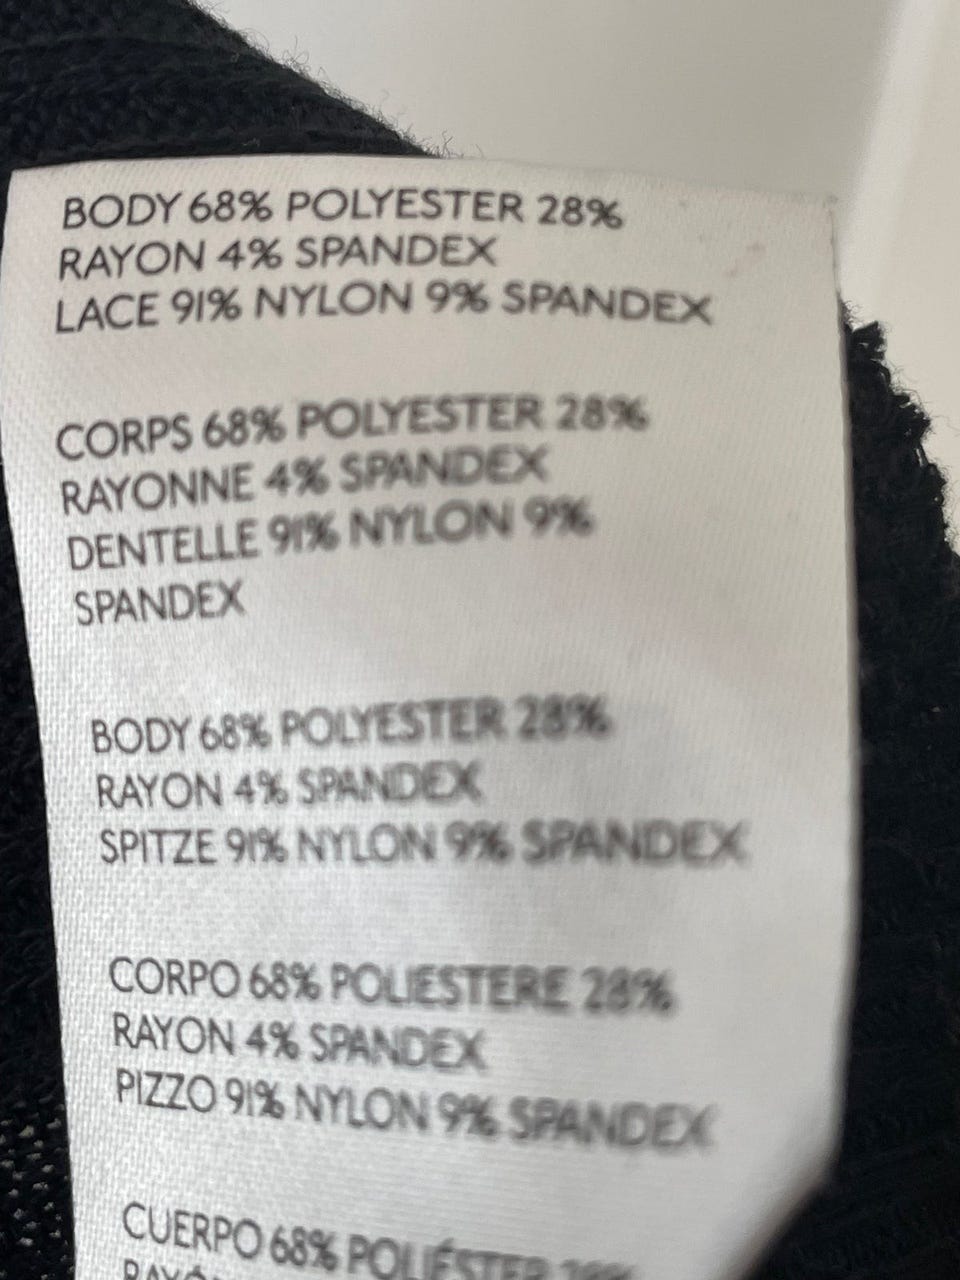 BODY 68% POLYESTER 28%
RAYON 4% SPANDEX
LACE 91% NYLON 9% SPANDEX
CORPS 68% POLYESTER 28%
RAYONNE 4% SPANDEX
DENTELLE 91% NYLON 9%
SPANDEX
BODY 68% POLYESTER 28%
RAYON 4% SPANDEX
SPITZE 91% NYLON 9% SPANDEX
CORPO 68% POLIESTERE 28%
RAYON 4% SPANDEX
PIZZO 91% NYLON 9% SPANDEX
CUERPO 68% POLIÉSTER 28%